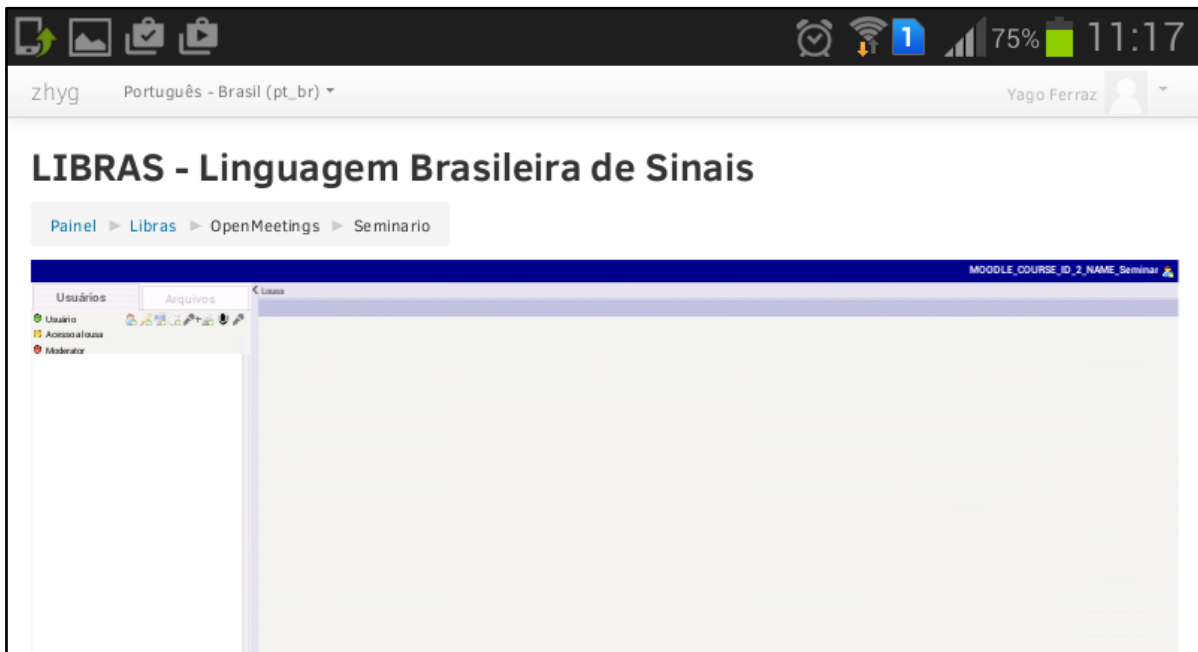 1 75% 11:17
zhyg Português - Brasil (pt_br) Yago Ferraz
LIBRAS - Linguagem Brasileira de Sinais
Painel ▶ Libras ▶ OpenMeetings ▶ Seminario
MOODLE_COURSE_ID_2_NAME_Seminar
Usuários Arquivos Lousa
Usuário
Acesso a lousa
Moderator